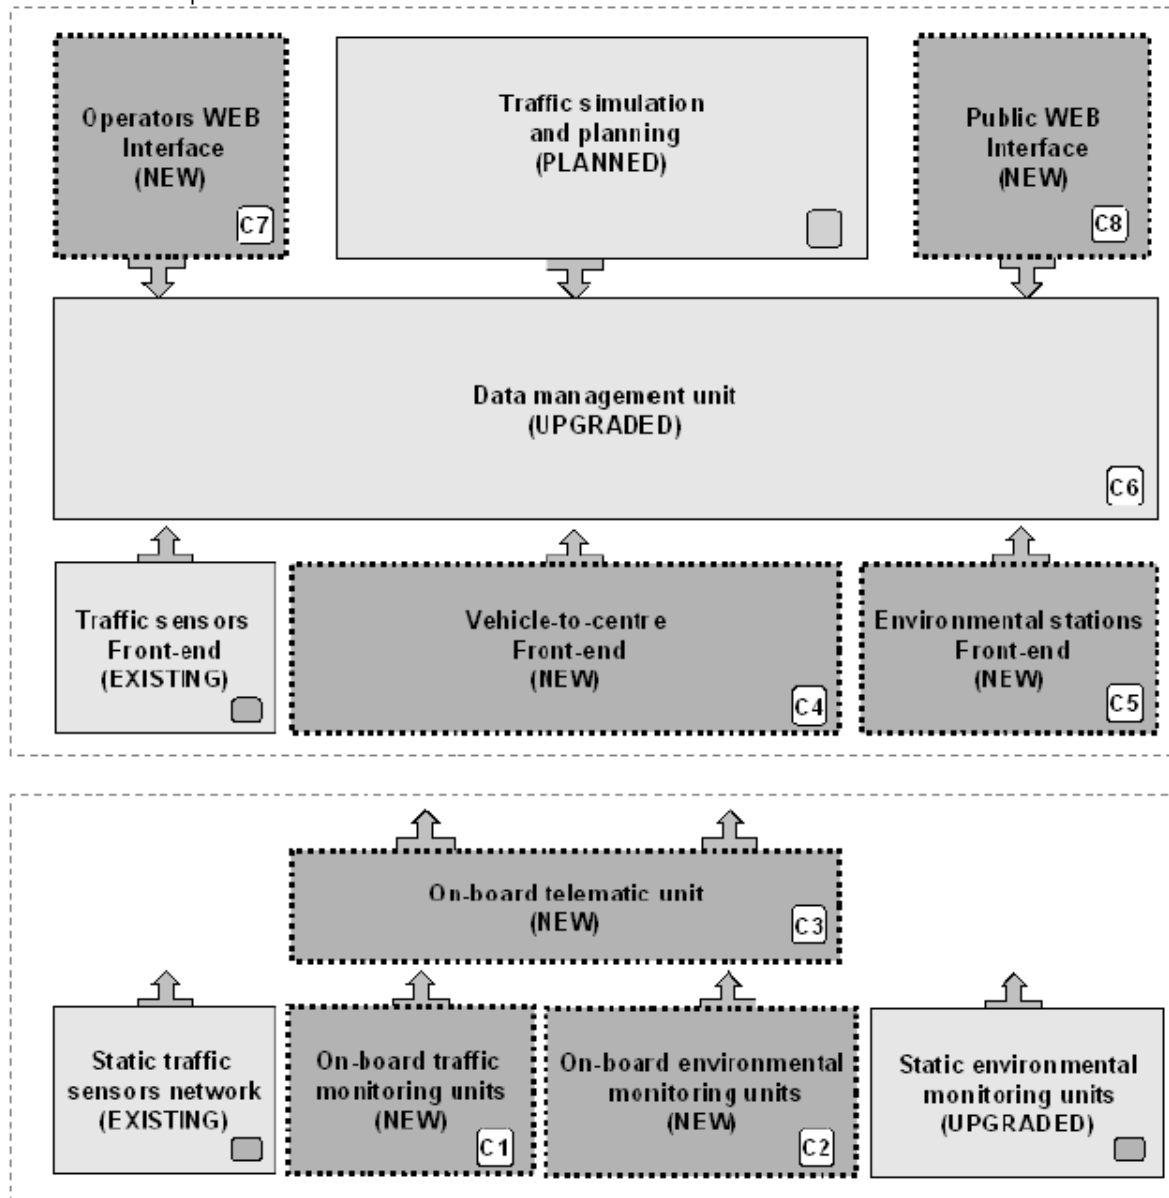 Operators WEB
Interface
(NEW)
C7
Traffic simulation
and planning
(PLANNED)
Public WEB
Interface
(NEW)
C8
Data management unit
(UPGRADED)
C6
Traffic sensors
Front-end
(EXISTING)
Vehicle-to-centre
Front-end
(NEW)
C4
Environmental stations
Front-end
(NEW)
C5
On-board telematic unit
(NEW)
C3
Static traffic
sensors network
(EXISTING)
On-board traffic
monitoring units
(NEW)
C1
On-board environmental
monitoring units
(NEW)
C2
Static environmental
monitoring units
(UPGRADED)